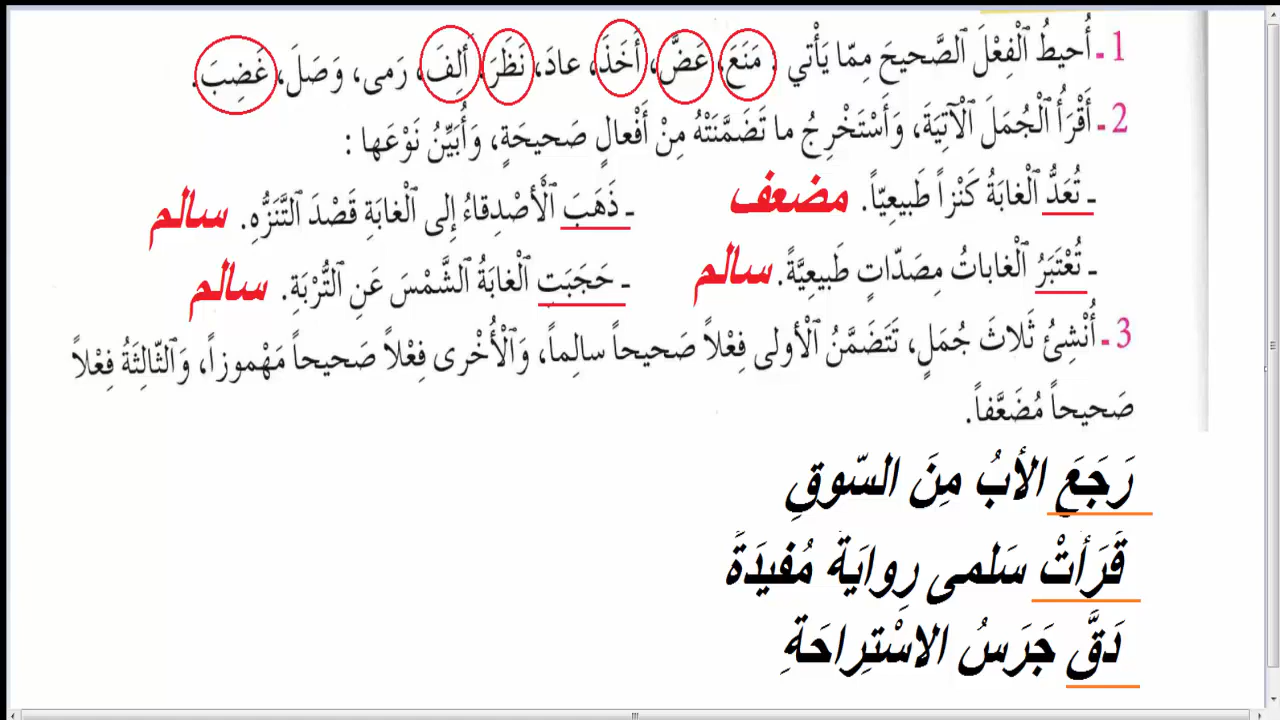 1 ـ أُحيطُ ٱلْفِعْلَ ٱلصَّحيحَ مِمّا يَأْتي : مَنَعَ، عَضَّ، أَخَذَ، عادَ، نَظَرَ، أَلِفَ، رَمى، وَصَلَ، غَضِبَ.
2 ـ أَقْرَأُ ٱلْجُمَلَ ٱلْآتِيَةَ، وَأَسْتَخْرِجُ ما تَضَمَّنَتْهُ مِنْ أَفْعالٍ صَحيحَةٍ، وَأُبَيِّنُ نَوْعَها :
ـ تُعَدُّ ٱلْغابَةُ كَنْزاً طَبيعِيّاً. مضعف ـ ذَهَبَ ٱلْأَصْدِقاءُ إِلى ٱلْغابَةِ قَصْدَ ٱلتَّنَزُّهِ. سالم
ـ تُعْتَبَرُ ٱلْغاباتُ مِصَدّاتٍ طَبيعِيَّةً. سالم ـ حَجَبَتِ ٱلْغابَةُ ٱلشَّمْسَ عَنِ ٱلتُّرْبَةِ. سالم
3 ـ أُنْشِئُ ثَلاثَ جُمَلٍ، تَتَضَمَّنُ ٱلْأولى فِعْلاً صَحيحاً سالِماً، وَٱلْأُخْرى فِعْلاً صَحيحاً مَهْموزاً، وَٱلثّالِثَةُ فِعْلاً
صَحيحاً مُضَعَّفاً.
رَجَعَ الأبُ مِنَ السّوقِ
قَرَأتْ سَلمى رِوايَةً مُفيدَةً
دَقَّ جَرَسُ الاسْتِراحَةِ